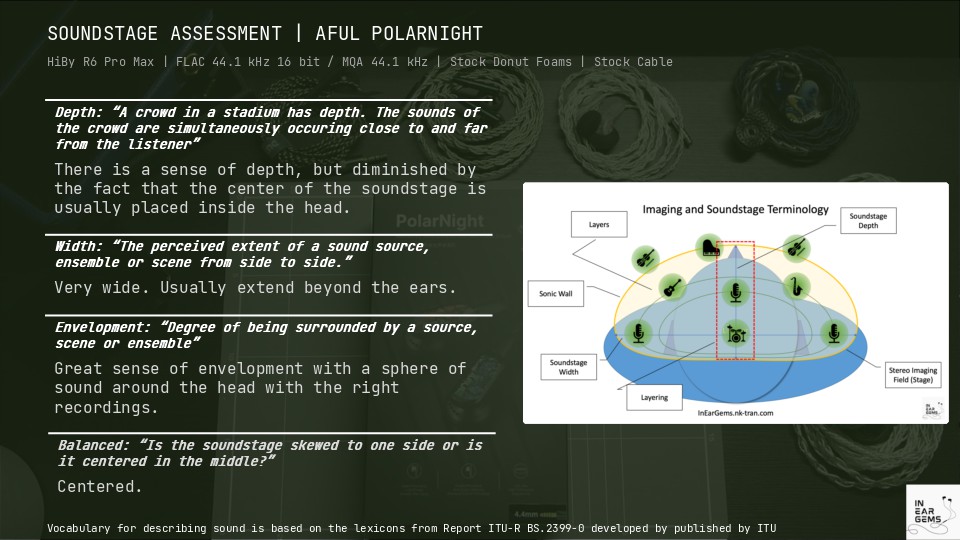 SOUNDSTAGE ASSESSMENT | AFUL POLARNIGHT
HiBy R6 Pro Max | FLAC 44.1 kHz 16 bit / MQA 44.1 kHz | Stock Donut Foams | Stock Cable
Depth: “A crowd in a stadium has depth. The sounds of
the crowd are simultaneously occuring close to and far
from the listener”
There is a sense of depth, but diminished by
the fact that the center of the soundstage is
usually placed inside the head.
Width: “The perceived extent of a sound source,
ensemble or scene from side to side.”
Very wide. Usually extend beyond the ears.
Envelopment: “Degree of being surrounded by a source,
scene or ensemble”
Great sense of envelopment with a sphere of
sound around the head with the right
recordings.
Balanced: “Is the soundstage skewed to one side or is
it centered in the middle?”
Centered.
PolarNight
Imaging and Soundstage Terminology
Layers
Soundstage
Depth
Sonic Wall
Soundstage
Width
Stereo Imaging
Field (Stage)
Layering
InEarGems.nk-tran.com
IN
EAR
GEMS
4.4mm
Vocabulary for describing sound is based on the lexicons from Report ITU-R BS.2399-0 developed by published by ITU
IN
EAR
GEMS